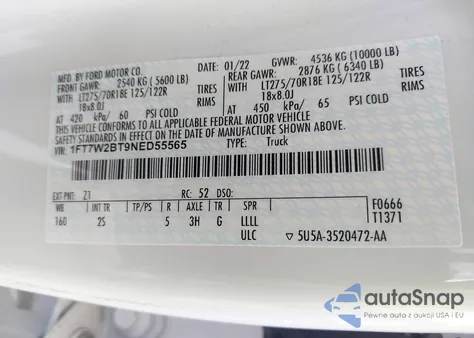 MFD. BY FORD MOTOR CO. 01/22 GVWR: 4536 KG (10000 LB)
FRONT GAWR: 2540 KG (5600 LB) REAR GAWR: 2876 KG (6340 LB)
WITH LT275/70R18E 125/122R TIRES WITH LT275/70R18E 125/122R TIRES
18x8.0J RIMS 18x8.0J RIMS
AT 420 kPa/ 60 PSI COLD AT 450 kPa/ 65 PSI COLD
THIS VEHICLE CONFORMS TO ALL APPLICABLE FEDERAL MOTOR VEHICLE
SAFETY STANDARDS IN EFFECT ON THE DATE OF MANUFACTURE SHOWN ABOVE.
VIN: 1FT7W2BT9NED55565 TYPE: Truck
EXT PNT: Z1 RC: 52 DSO: F0666
WB INT TR TP/PS R AXLE TR SPR T1371
160 25 5 3H G LLLL
ULC ▽ 5U5A-3520472-AA
autoSnap
Pewne auta z aukcji USA i EU